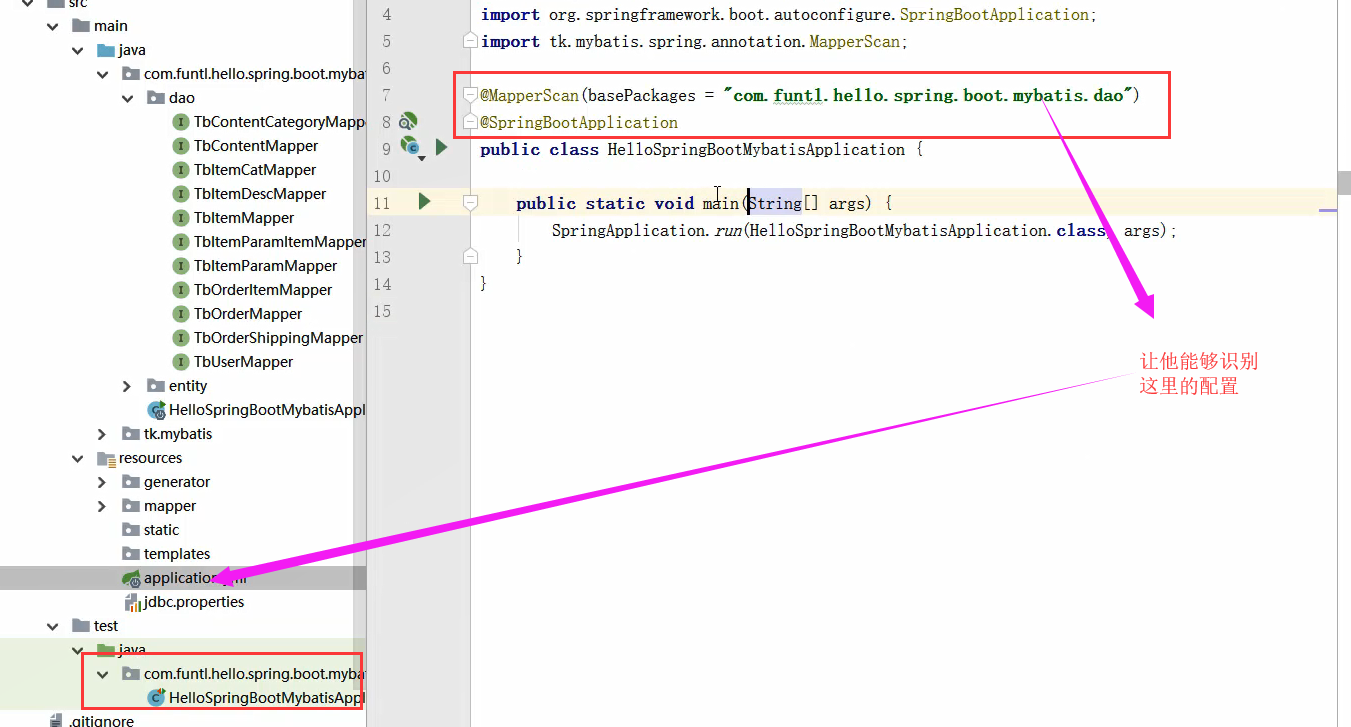 src
main
java
com.funtl.hello.spring.boot.myba
dao
TbContentCategoryMapp
TbContentMapper
TbItemCatMapper
TbItemDescMapper
TbItemMapper
TbItemParamItemMapper
TbItemParamMapper
TbOrderItemMapper
TbOrderMapper
TbOrderShippingMapper
TbUserMapper
entity
HelloSpringBootMybatisAppl
tk.mybatis
resources
generator
mapper
static
templates
application.yml
jdbc.properties
test
java
com.funtl.hello.spring.boot.myba
HelloSpringBootMybatisAppl
.gitignore
4 import org.springframework.boot.autoconfigure.SpringBootApplication;
5 import tk.mybatis.spring.annotation.MapperScan;
6
7 @MapperScan(basePackages = "com.funtl.hello.spring.boot.mybatis.dao")
8 @SpringBootApplication
9 public class HelloSpringBootMybatisApplication {
10
11 public static void main(String[] args) {
12 SpringApplication.run(HelloSpringBootMybatisApplication.class, args);
13 }
14 }
15
让他能够识别
这里的配置